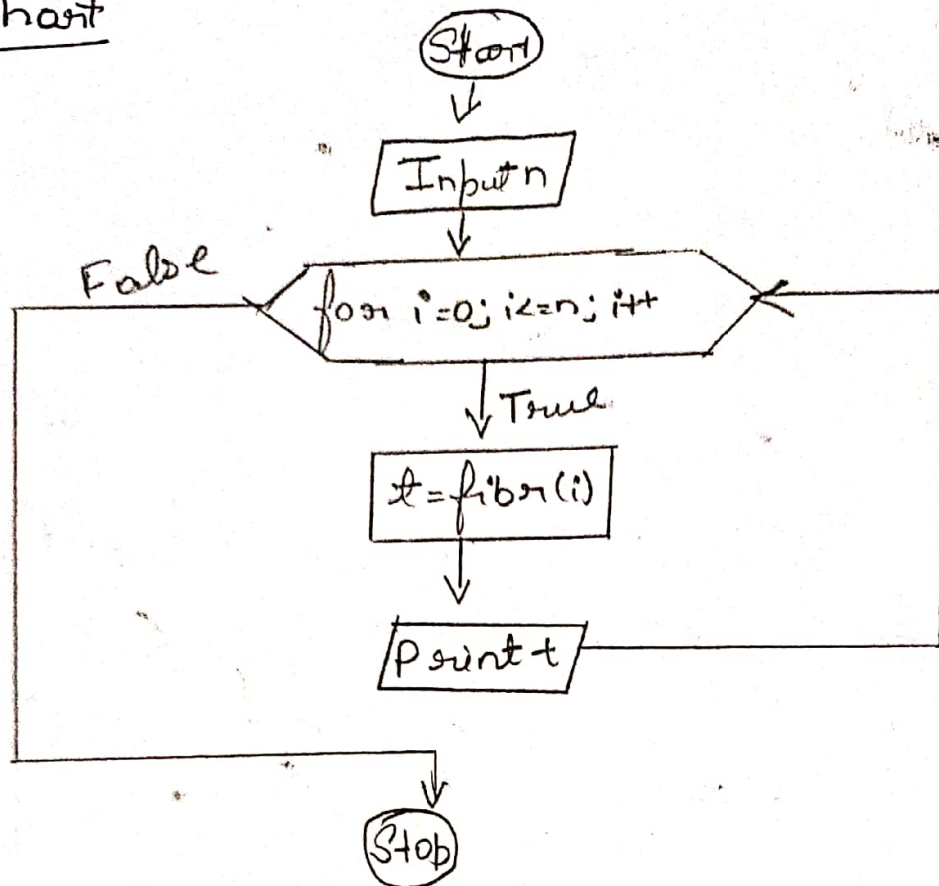 hart
Start
Input n
False
for i=0; i<=n; i++
True
t=fibr(i)
Print t
Stop